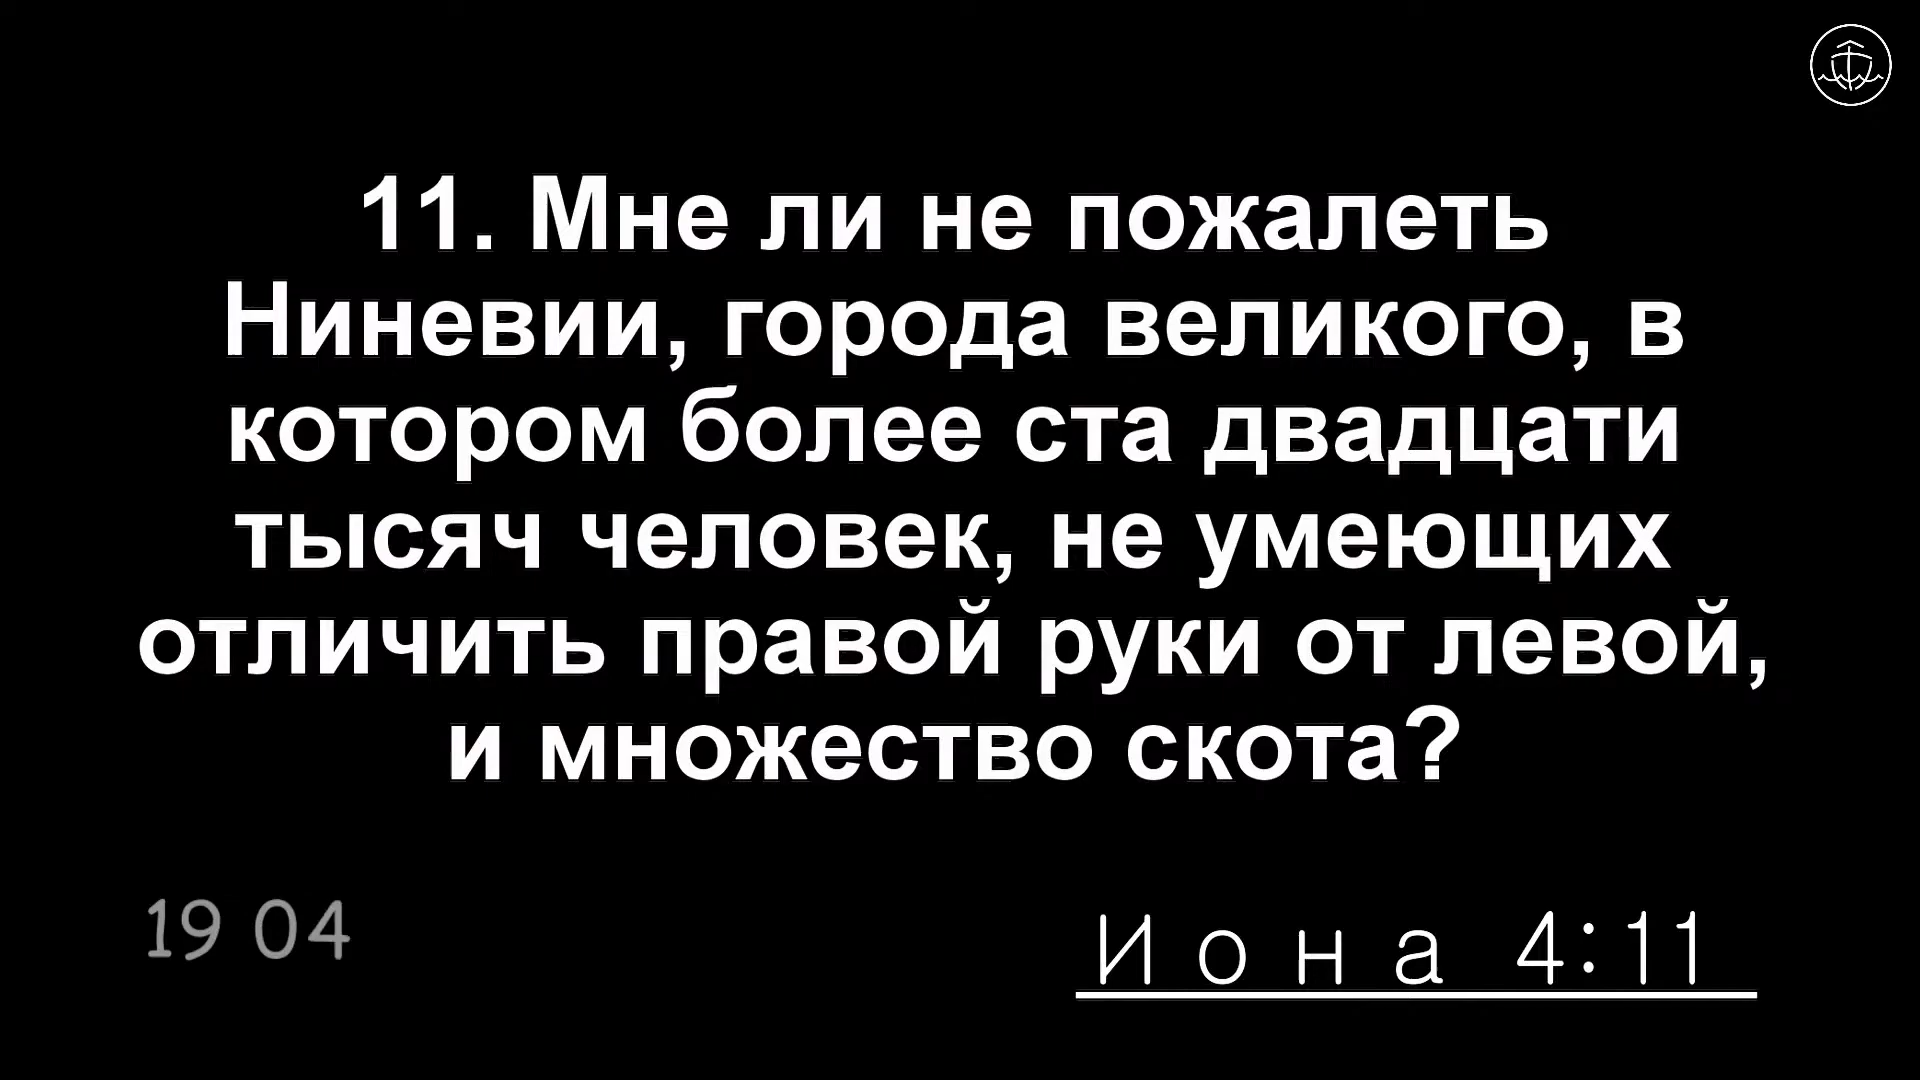 11. Мне ли не пожалеть
Ниневии, города великого, в
котором более ста двадцати
тысяч человек, не умеющих
отличить правой руки от левой,
и множество скота?
19 04
Иона 4:11